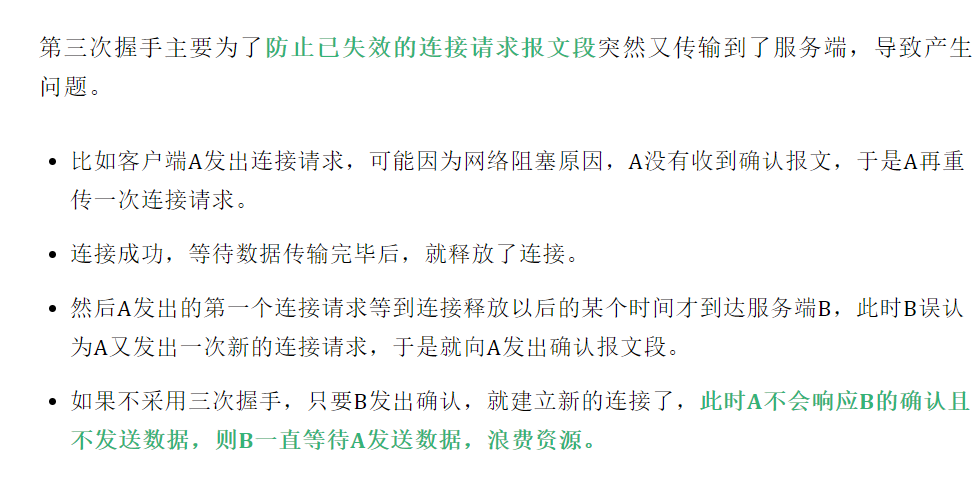 第三次握手主要为了防止已失效的连接请求报文段突然又传输到了服务端，导致产生
问题。
比如客户端A发出连接请求，可能因为网络阻塞原因，A没有收到确认报文，于是A再重
传一次连接请求。
连接成功，等待数据传输完毕后，就释放了连接。
然后A发出的第一个连接请求等到连接释放以后的某个时间才到达服务端B，此时B误认
为A又发出一次新的连接请求，于是就向A发出确认报文段。
如果不采用三次握手，只要B发出确认，就建立新的连接了，此时A不会响应B的确认且
不发送数据，则B一直等待A发送数据，浪费资源。